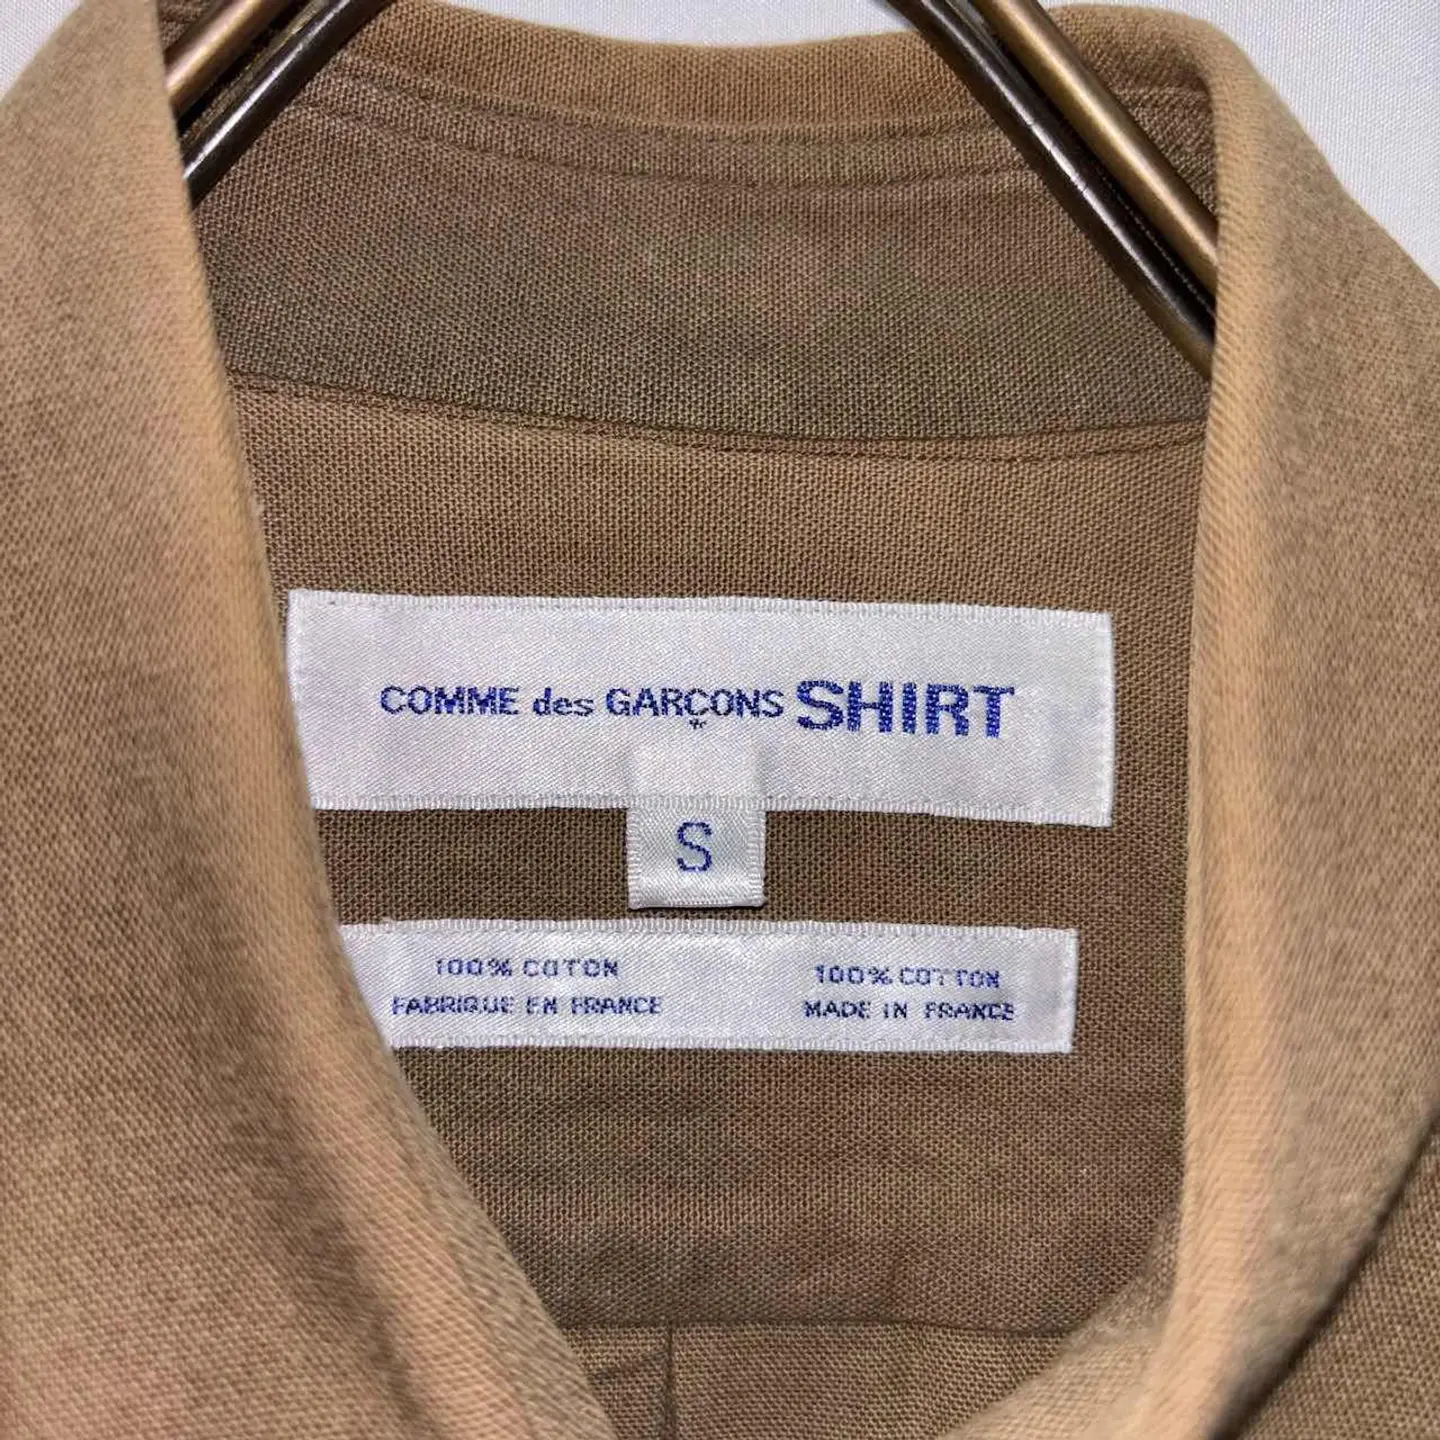 COMME des GARÇONS SHIRT
S
100% COTON
FABRIQUE EN FRANCE
100% COTTON
MADE IN FRANCE